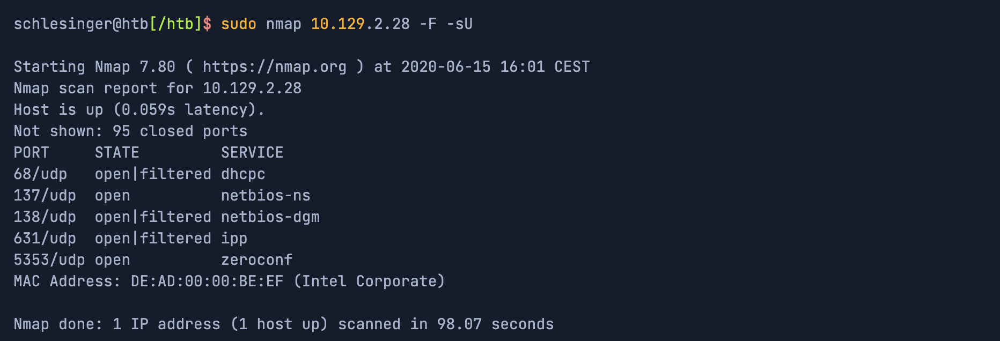 schlesinger@htb[/htb]$ sudo nmap 10.129.2.28 -F -sU
Starting Nmap 7.80 ( https://nmap.org ) at 2020-06-15 16:01 CEST
Nmap scan report for 10.129.2.28
Host is up (0.059s latency).
Not shown: 95 closed ports
PORT     STATE         SERVICE
68/udp   open|filtered dhcpc
137/udp  open          netbios-ns
138/udp  open|filtered netbios-dgm
631/udp  open|filtered ipp
5353/udp open          zeroconf
MAC Address: DE:AD:00:00:BE:EF (Intel Corporate)
Nmap done: 1 IP address (1 host up) scanned in 98.07 seconds